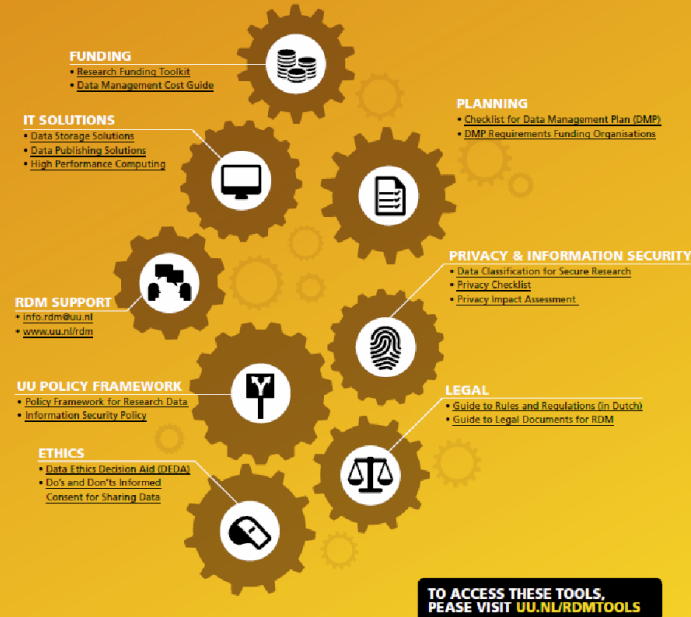 FUNDING
• Research Funding Toolkit
• Data Management Cost Guide
IT SOLUTIONS
• Data Storage Solutions
• Data Publishing Solutions
• High Performance Computing
PLANNING
• Checklist for Data Management Plan (DMP)
• DMP Requirements Funding Organisations
RDM SUPPORT
• info.rdm@uu.nl
• www.uu.nl/rdm
PRIVACY & INFORMATION SECURITY
• Data Classification for Secure Research
• Privacy Checklist
• Privacy Impact Assessment
UU POLICY FRAMEWORK
• Policy Framework for Research Data
• Information Security Policy
LEGAL
• Guide to Rules and Regulations (in Dutch)
• Guide to Legal Documents for RDM
ETHICS
• Data Ethics Decision Aid (DEDA)
• Do's and Don'ts Informed
Consent for Sharing Data
TO ACCESS THESE TOOLS,
PEASE VISIT UU.NL/RDMTOOLS